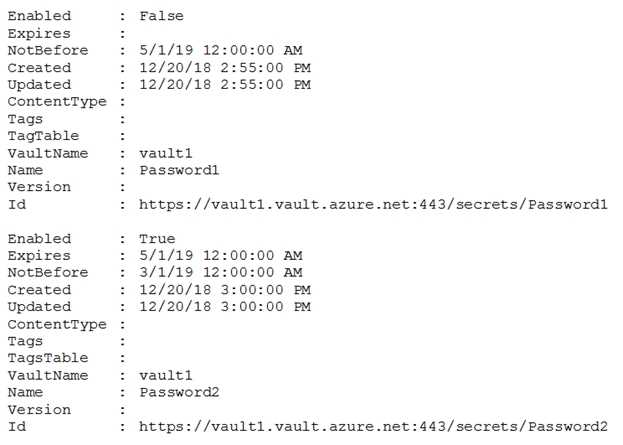 Enabled : False
Expires :
NotBefore : 5/1/19 12:00:00 AM
Created : 12/20/18 2:55:00 PM
Updated : 12/20/18 2:55:00 PM
ContentType :
Tags :
TagTable :
VaultName : vault1
Name : Password1
Version :
Id : https://vault1.vault.azure.net:443/secrets/Password1
Enabled : True
Expires : 5/1/19 12:00:00 AM
NotBefore : 3/1/19 12:00:00 AM
Created : 12/20/18 3:00:00 PM
Updated : 12/20/18 3:00:00 PM
ContentType :
Tags :
TagsTable :
VaultName : vault1
Name : Password2
Version :
Id : https://vault1.vault.azure.net:443/secrets/Password2